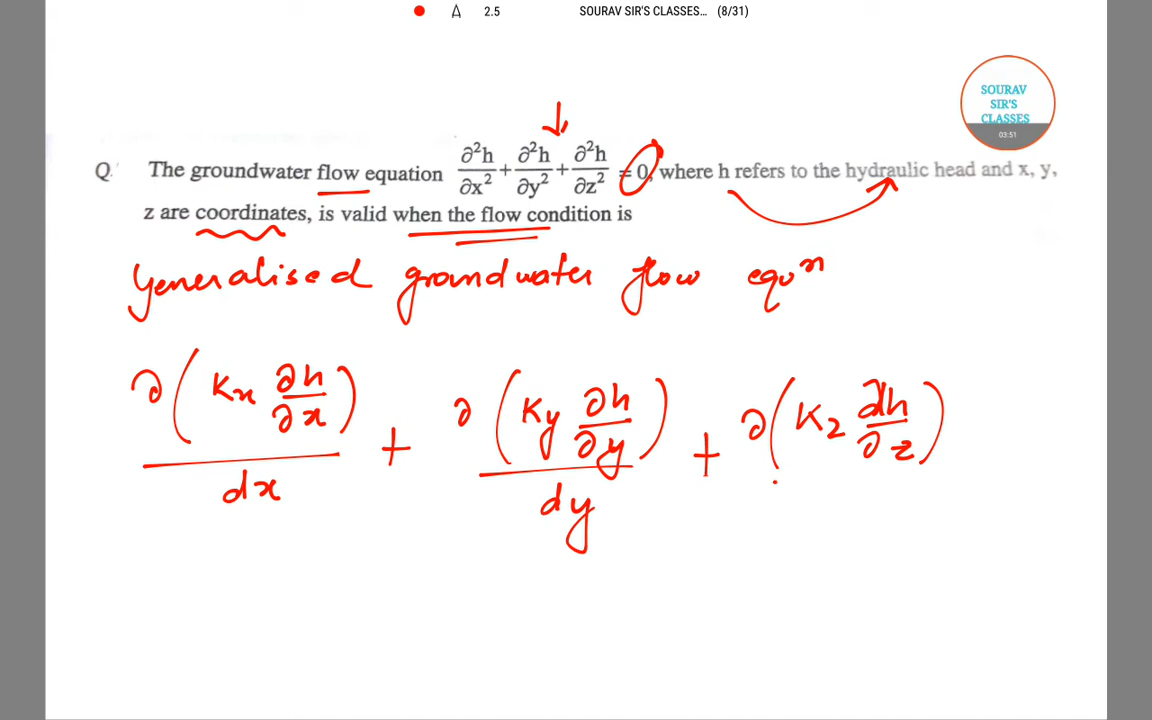 2.5 SOURAV SIR'S CLASSES... (8/31)
SOURAV
SIR'S
CLASSES
03:51
Q. The groundwater flow equation ∂²h/∂x² + ∂²h/∂y² + ∂²h/∂z² = 0, where h refers to the hydraulic head and x, y,
z are coordinates, is valid when the flow condition is
Generalised groundwater flow equⁿ
∂(Kx ∂h/∂x)/dx + ∂(Ky ∂h/∂y)/dy + ∂(Kz ∂h/∂z)